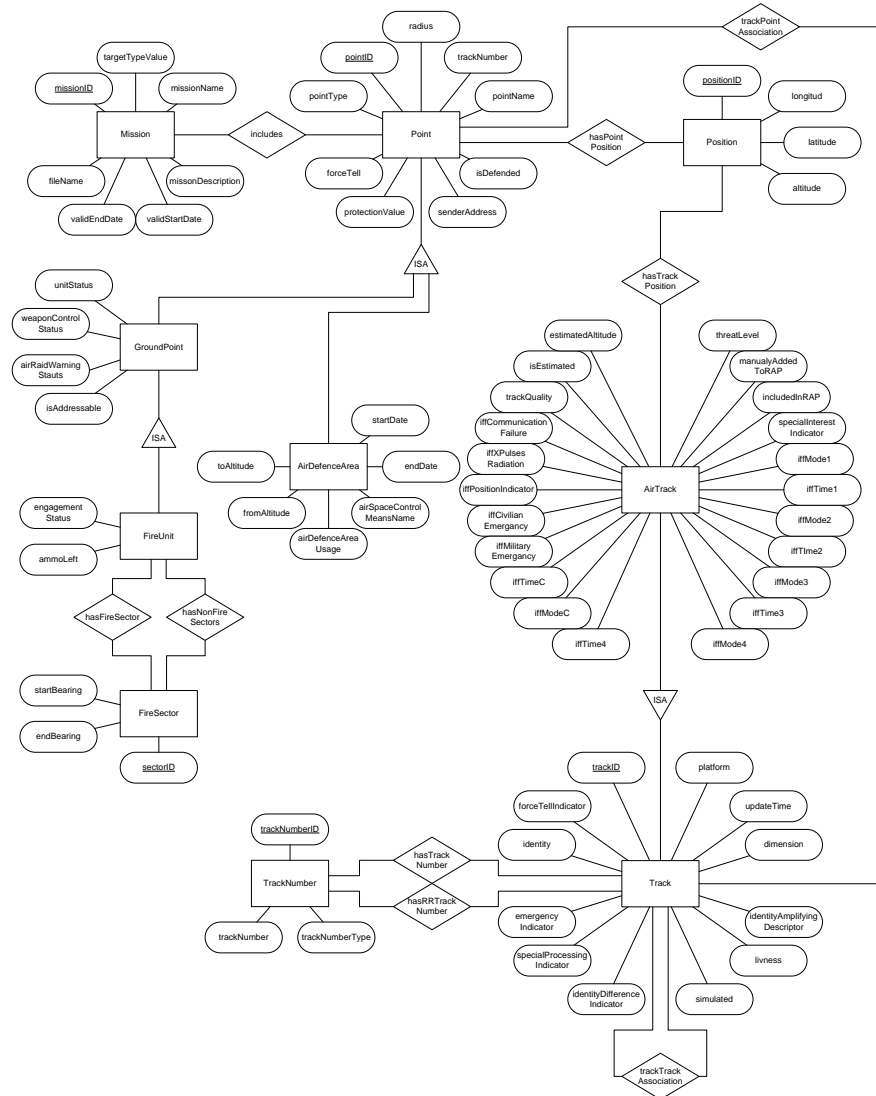 trackPoint
Association
radius
targetTypeValue
pointID
trackNumber
missionID
missionName
pointType
pointName
positionID
longitud
Mission
includes
Point
hasPoint
Position
Position
latitude
fileName
missonDescription
forceTell
isDefended
altitude
validEndDate
validStartDate
protectionValue
senderAddress
ISA
unitStatus
weaponControl
Status
GroundPoint
airRaidWarning
Stauts
isAddressable
hasTrack
Position
estimatedAltitude
threatLevel
isEstimated
manualyAdded
ToRAP
trackQuality
includedInRAP
iffCommunication
Failure
specialInterest
Indicator
iffXPulses
Radiation
iffMode1
iffPositionIndicator
AirTrack
iffTime1
iffCivilian
Emergancy
iffMode2
iffMilitary
Emergancy
iffTIme2
iffTimeC
iffMode3
iffModeC
iffTime3
iffTime4
iffMode4
ISA
startDate
toAltitude
AirDefenceArea
endDate
fromAltitude
airSpaceControl
MeansName
airDefenceArea
Usage
engagement
Status
FireUnit
ammoLeft
hasFireSector
hasNonFire
Sectors
startBearing
FireSector
endBearing
sectorID
ISA
trackID
platform
forceTellIndicator
updateTime
trackNumberID
identity
dimension
hasTrack
Number
TrackNumber
Track
hasRRTrack
Number
trackNumber
trackNumberType
emergency
Indicator
identityAmplifying
Descriptor
specialProcessing
Indicator
livness
identityDifference
Indicator
simulated
trackTrack
Association